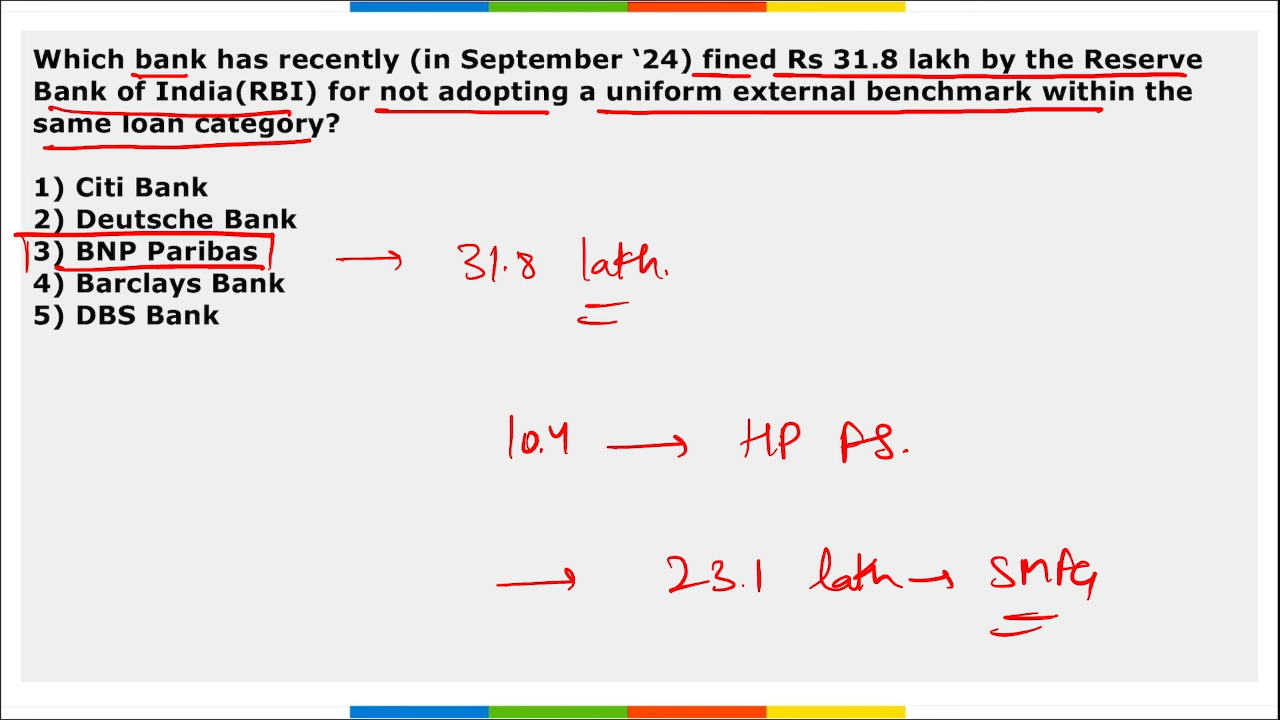 Which bank has recently (in September ‘24) fined Rs 31.8 lakh by the Reserve
Bank of India(RBI) for not adopting a uniform external benchmark within the
same loan category?
1) Citi Bank
2) Deutsche Bank
3) BNP Paribas
4) Barclays Bank
5) DBS Bank
→ 31.8 lakh.
10.4 → HP
→ 23.1 lakh →